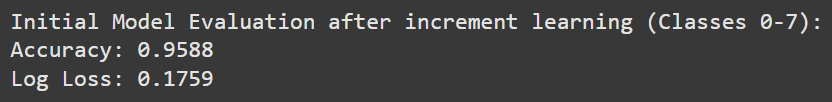 Initial Model Evaluation after increment learning (Classes 0-7):
Accuracy: 0.9588
Log Loss: 0.1759